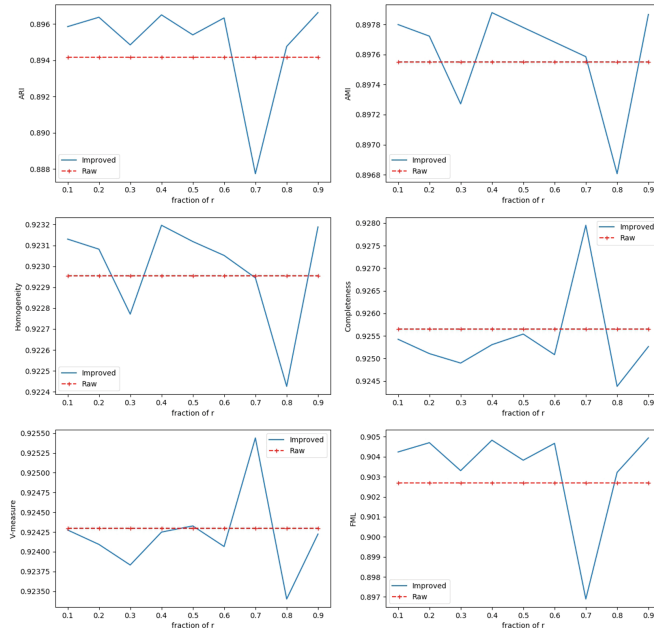 0.896
0.894
0.892
0.890
0.888
ARI
Improved
Raw
0.1 0.2 0.3 0.4 0.5 0.6 0.7 0.8 0.9
fraction of r
0.8978
0.8976
0.8974
0.8972
0.8970
0.8968
AMI
Improved
Raw
0.1 0.2 0.3 0.4 0.5 0.6 0.7 0.8 0.9
fraction of r
0.9232
0.9231
0.9230
0.9229
0.9228
0.9227
0.9226
0.9225
0.9224
Homogeneity
Improved
Raw
0.1 0.2 0.3 0.4 0.5 0.6 0.7 0.8 0.9
fraction of r
0.9280
0.9275
0.9270
0.9265
0.9260
0.9255
0.9250
0.9245
Completeness
Improved
Raw
0.1 0.2 0.3 0.4 0.5 0.6 0.7 0.8 0.9
fraction of r
0.92550
0.92525
0.92500
0.92475
0.92450
0.92425
0.92400
0.92375
0.92350
V-measure
Improved
Raw
0.1 0.2 0.3 0.4 0.5 0.6 0.7 0.8 0.9
fraction of r
0.905
0.904
0.903
0.902
0.901
0.900
0.899
0.898
0.897
FML
Improved
Raw
0.1 0.2 0.3 0.4 0.5 0.6 0.7 0.8 0.9
fraction of r